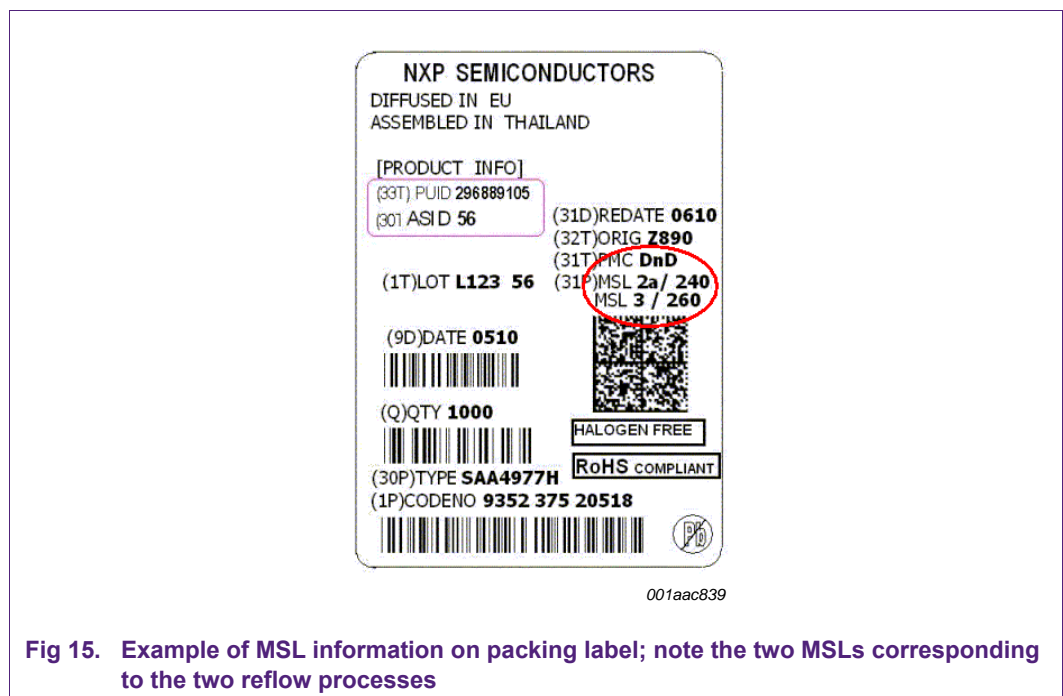 NXP SEMICONDUCTORS
DIFFUSED IN EU
ASSEMBLED IN THAILAND
[PRODUCT INFO]
(33T) PUID 296889105
(30T ASID 56
(31D)REDATE 0610
(32T)ORIG Z890
(31T)PMC DnD
(1T)LOT L123 56
(31P)MSL 2a/ 240
MSL 3 / 260
(9D)DATE 0510
(Q)QTY 1000
HALOGEN FREE
RoHS COMPLIANT
(30P)TYPE SAA4977H
(1P)CODENO 9352 375 20518
Pb
001aac839
Fig 15. Example of MSL information on packing label; note the two MSLs corresponding
to the two reflow processes